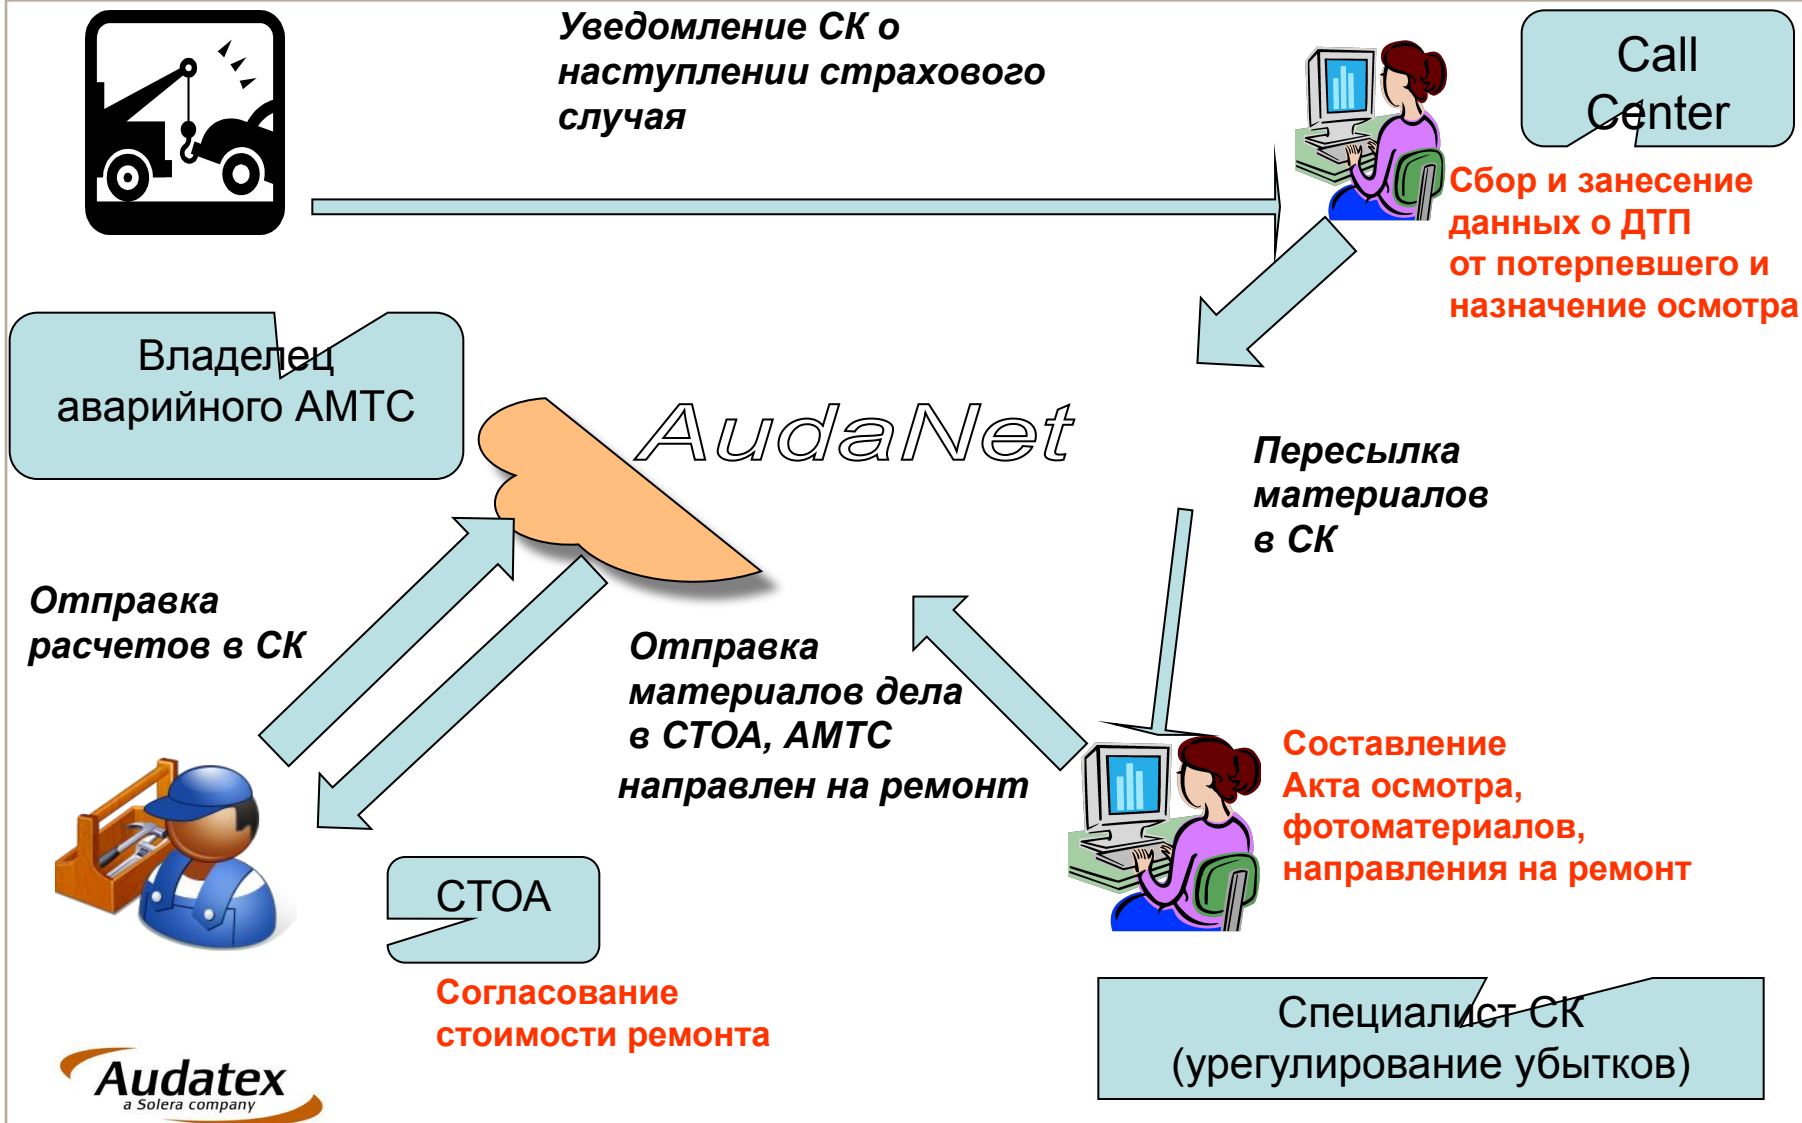 Уведомление СК о
наступлении страхового
случая
Call
Center
Сбор и занесение
данных о ДТП
от потерпевшего и
назначение осмотра
Владелец
аварийного АМТС
AudaNet
Пересылка
материалов
в СК
Отправка
расчетов в СК
Отправка
материалов дела
в СТОА, АМТС
направлен на ремонт
Составление
Акта осмотра,
фотоматериалов,
направления на ремонт
СТОА
Согласование
стоимости ремонта
Специалист СК
(урегулирование убытков)
Audatex
a Solera company